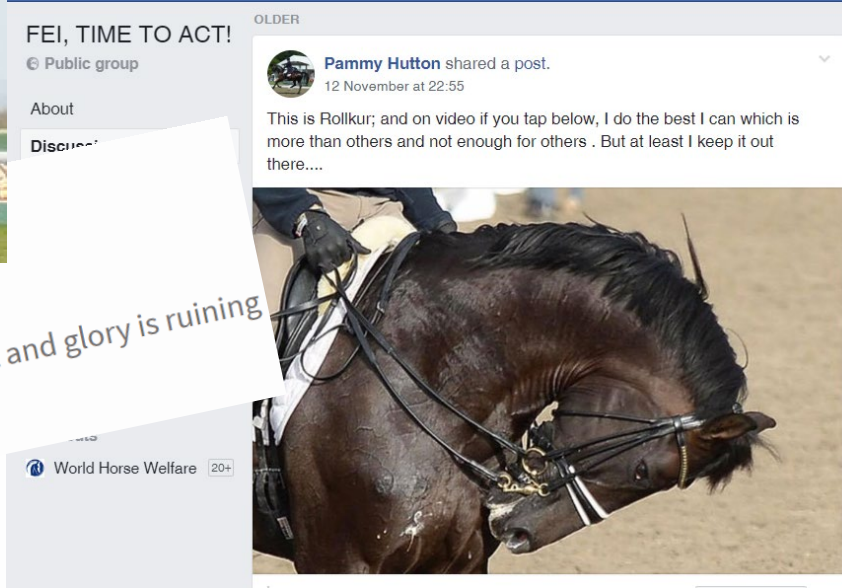 OLDER
FEI, TIME TO ACT!
Public group
About
Pammy Hutton shared a post.
12 November at 22:55
This is Rollkur; and on video if you tap below, I do the best I can which is
more than others and not enough for others . But at least I keep it out
there....
and glory is ruining
World Horse Welfare 20+